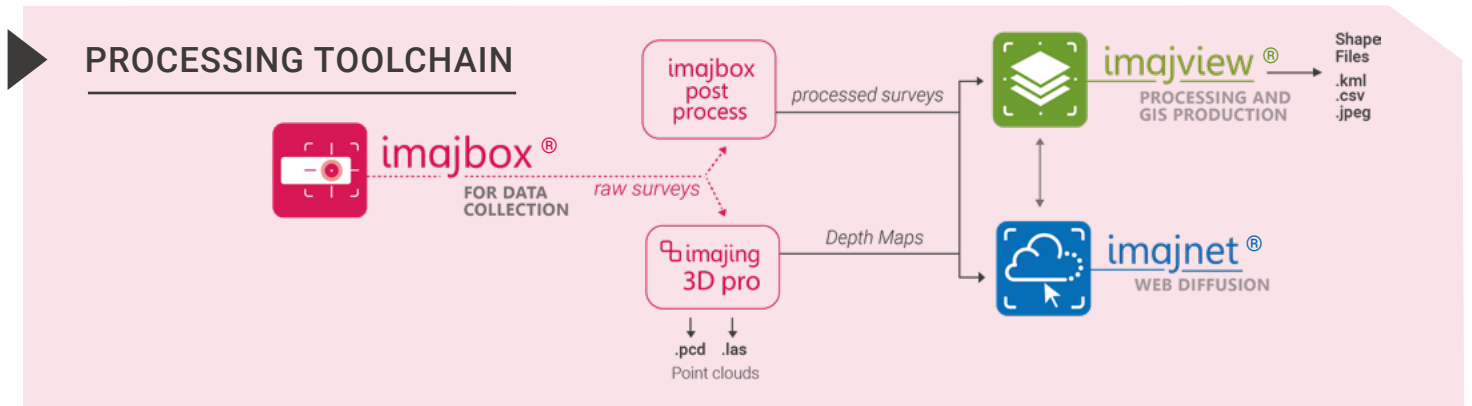 PROCESSING TOOLCHAIN
imajbox ®
FOR DATA
COLLECTION
raw surveys
imajbox
post
process
processed surveys
imajing
3D pro
Depth Maps
.pcd .las
Point clouds
imajview ®
PROCESSING AND
GIS PRODUCTION
Shape
Files
.kml
.csv
.jpeg
imajnet ®
WEB DIFFUSION